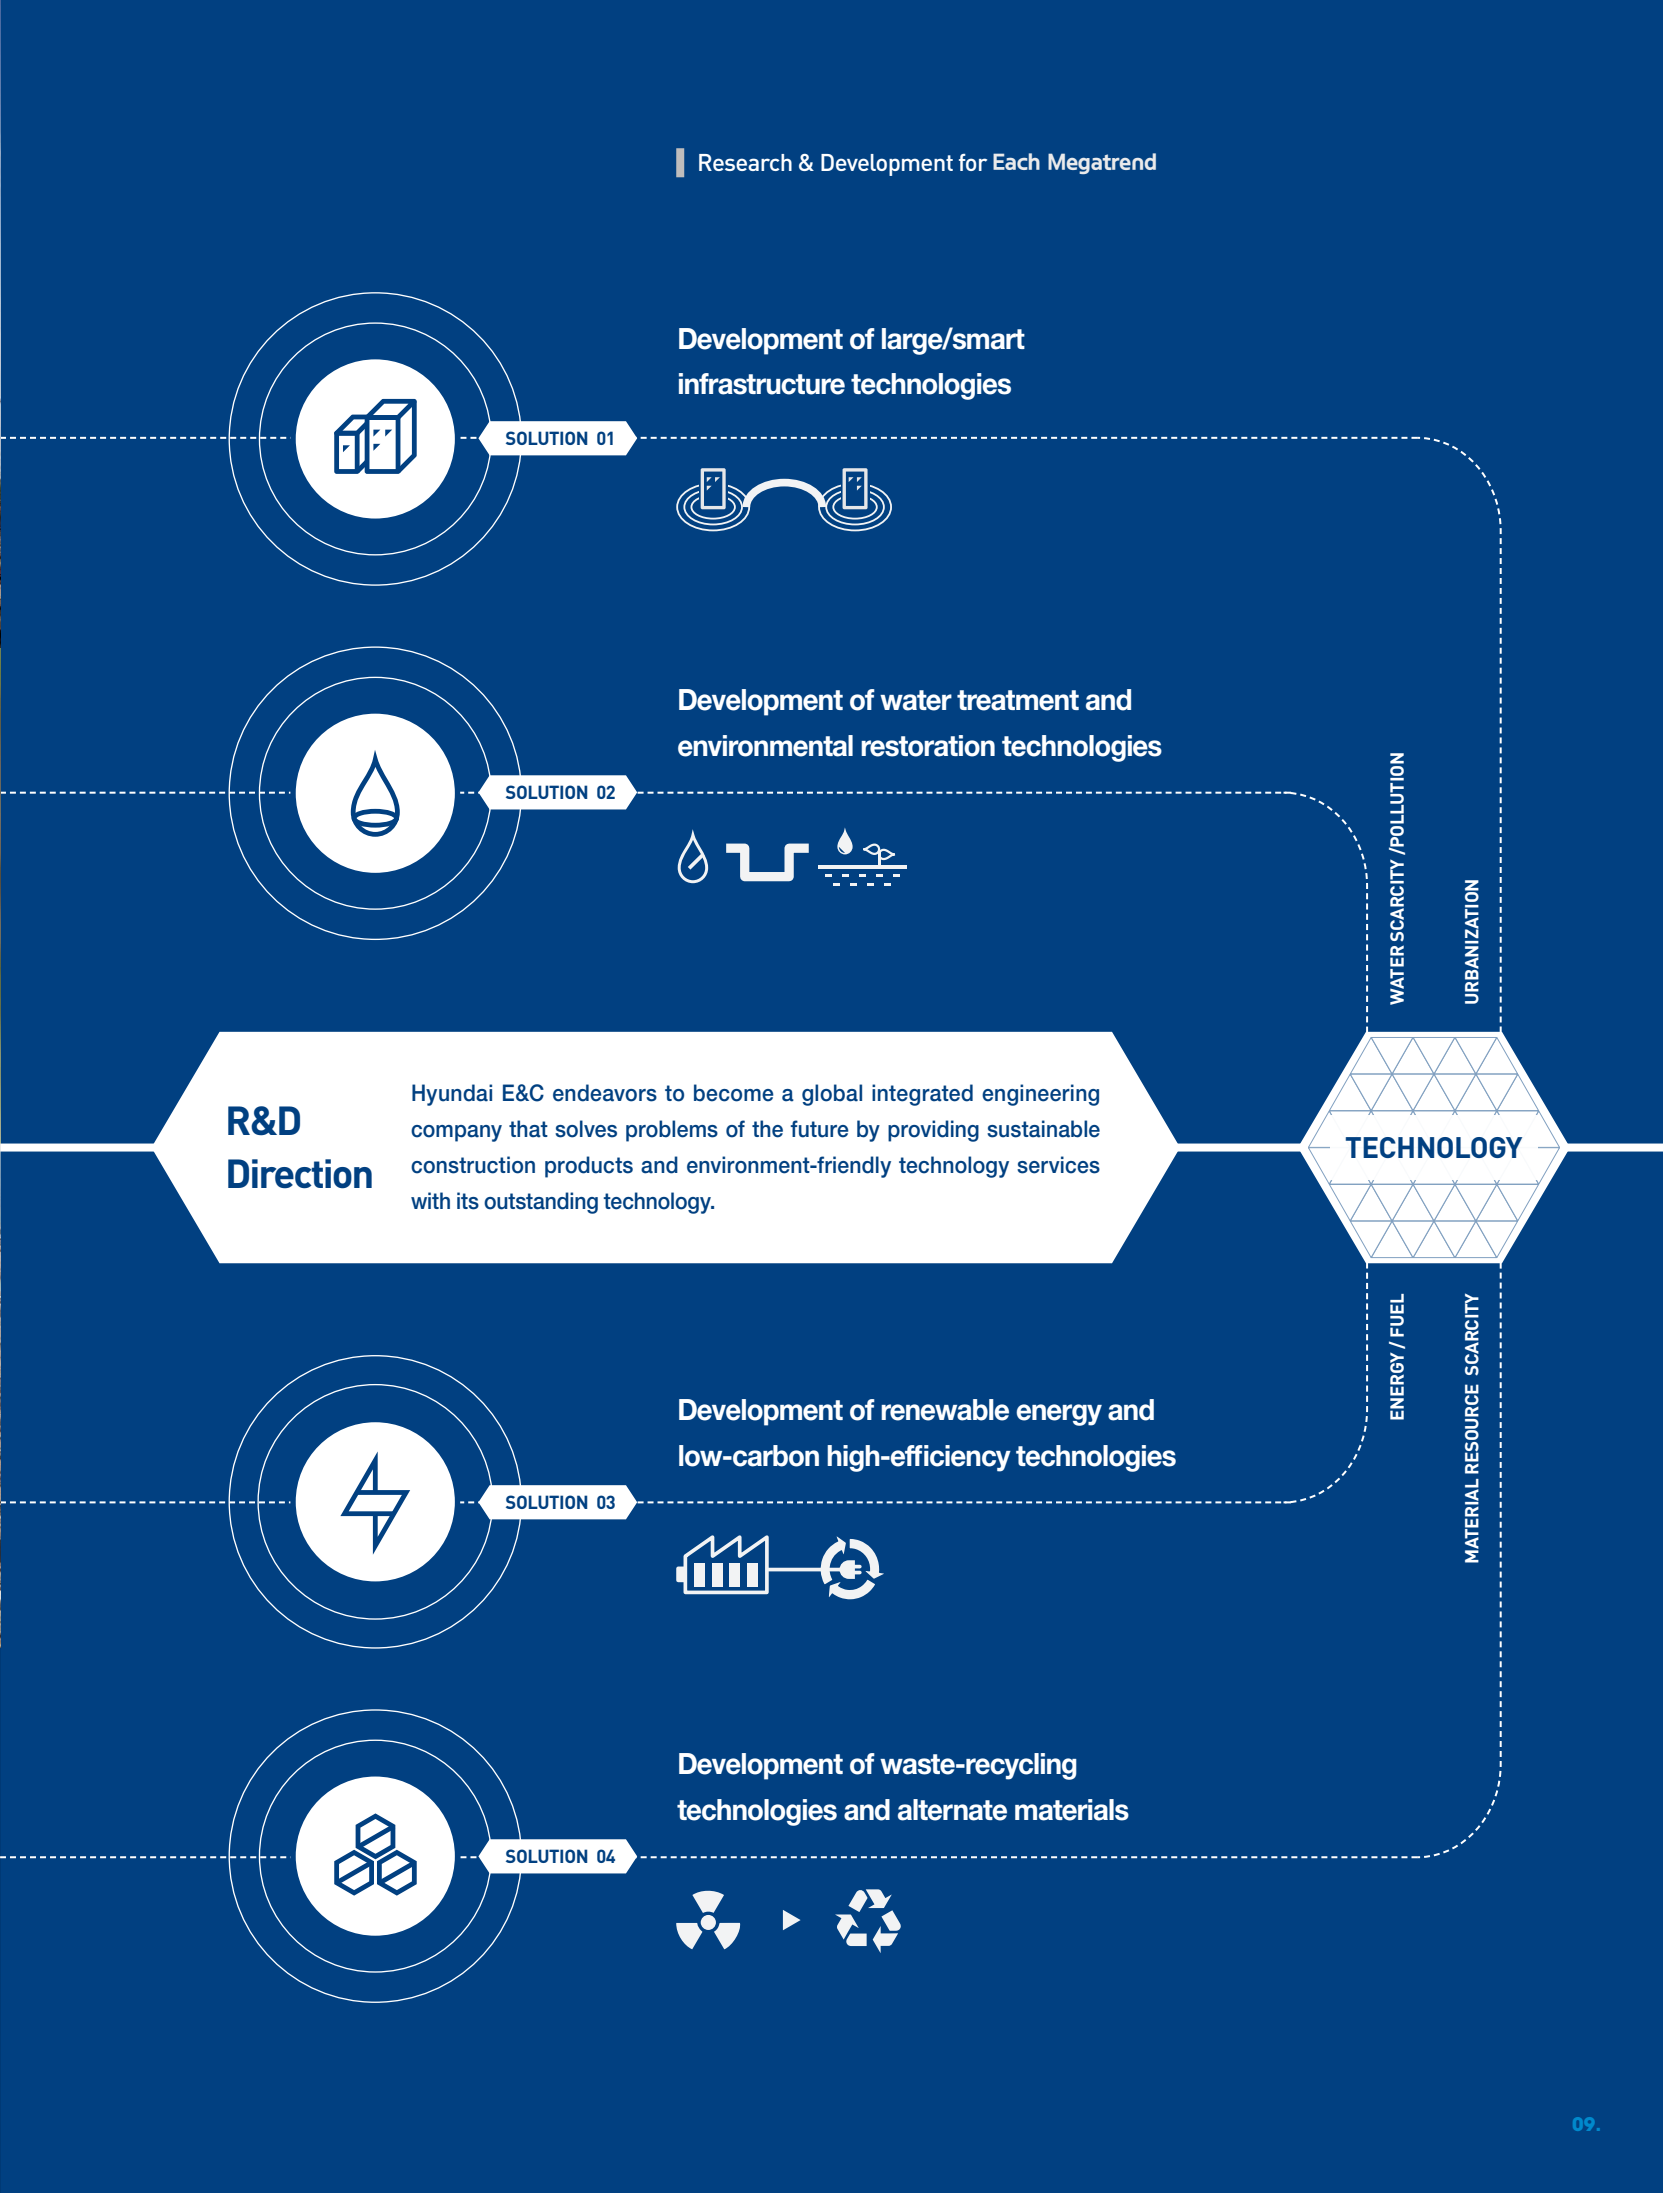 Research & Development for Each Megatrend
Development of large/smart
infrastructure technologies
SOLUTION 01
Development of water treatment and
environmental restoration technologies
SOLUTION 02
WATER SCARCITY /POLLUTION
URBANIZATION
R&D
Direction
Hyundai E&C endeavors to become a global integrated engineering
company that solves problems of the future by providing sustainable
construction products and environment-friendly technology services
with its outstanding technology.
TECHNOLOGY
ENERGY / FUEL
MATERIAL RESOURCE SCARCITY
Development of renewable energy and
low-carbon high-efficiency technologies
SOLUTION 03
Development of waste-recycling
technologies and alternate materials
SOLUTION 04
09.